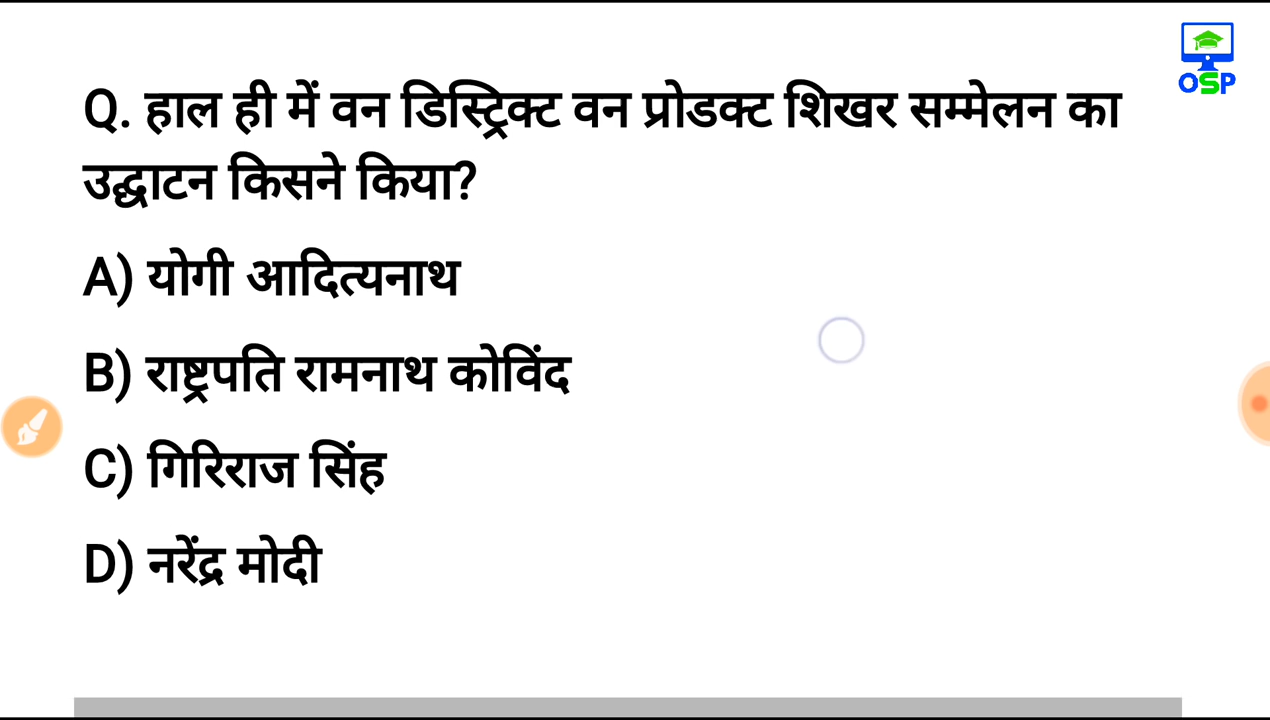 OSP
Q. हाल ही में वन डिस्ट्रिक्ट वन प्रोडक्ट शिखर सम्मेलन का
उद्घाटन किसने किया?
A) योगी आदित्यनाथ
B) राष्ट्रपति रामनाथ कोविंद
C) गिरिराज सिंह
D) नरेंद्र मोदी